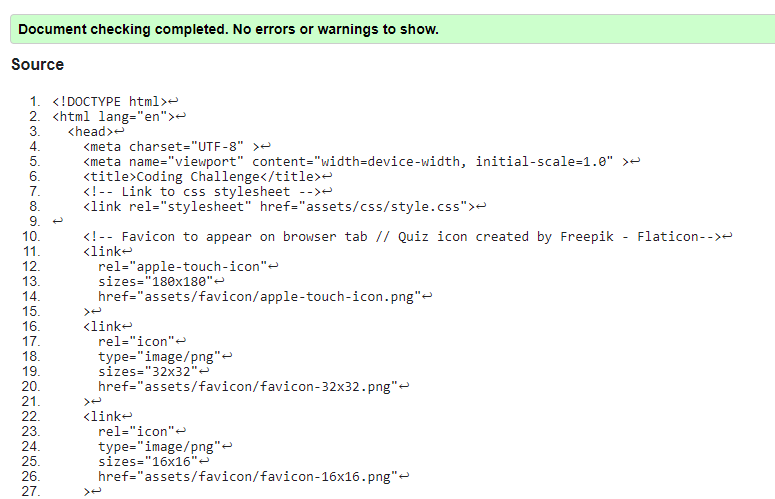 Document checking completed. No errors or warnings to show.
Source
1. <!DOCTYPE html>↩
2. <html lang="en">↩
3.   <head>↩
4.     <meta charset="UTF-8" >↩
5.     <meta name="viewport" content="width=device-width, initial-scale=1.0" >↩
6.     <title>Coding Challenge</title>↩
7.     <!-- Link to css stylesheet -->↩
8.     <link rel="stylesheet" href="assets/css/style.css">↩
9. ↩
10.     <!-- Favicon to appear on browser tab // Quiz icon created by Freepik - Flaticon-->↩
11.     <link↩
12.       rel="apple-touch-icon"↩
13.       sizes="180x180"↩
14.       href="assets/favicon/apple-touch-icon.png"↩
15.     >↩
16.     <link↩
17.       rel="icon"↩
18.       type="image/png"↩
19.       sizes="32x32"↩
20.       href="assets/favicon/favicon-32x32.png"↩
21.     >↩
22.     <link↩
23.       rel="icon"↩
24.       type="image/png"↩
25.       sizes="16x16"↩
26.       href="assets/favicon/favicon-16x16.png"↩
27.     >↩